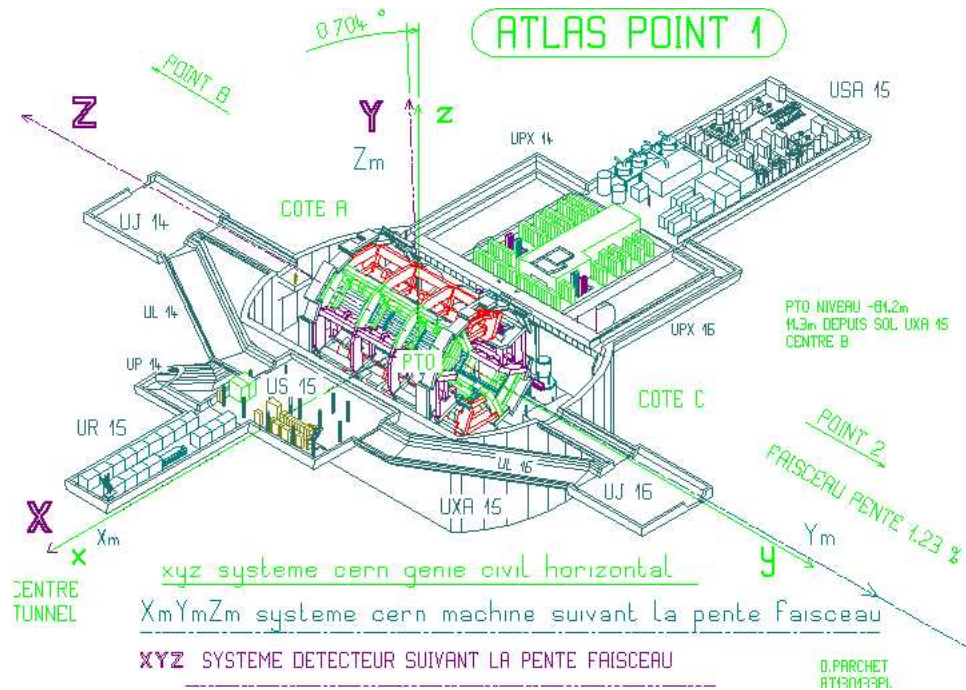 ATLAS POINT 1
0.704 °
POINT 8
Z
Y
z
Zm
USA 15
UPX 14
COTE A
UJ 14
UL 14
UP 14
US 15
UR 15
PTO
UPX 16
PTO NIVEAU -81.2m
11.3m DEPUIS SOL UXA 15
CENTRE B
COTE C
POINT 2
FAISCEAU PENTE 1.23 %
UL 16
UJ 16
UXA 15
X
Xm
x
Ym
y
CENTRE
TUNNEL
xyz systeme cern genie civil horizontal
XmYmZm systeme cern machine suivant la pente faisceau
XYZ SYSTEME DETECTEUR SUIVANT LA PENTE FAISCEAU
D.PARCHET